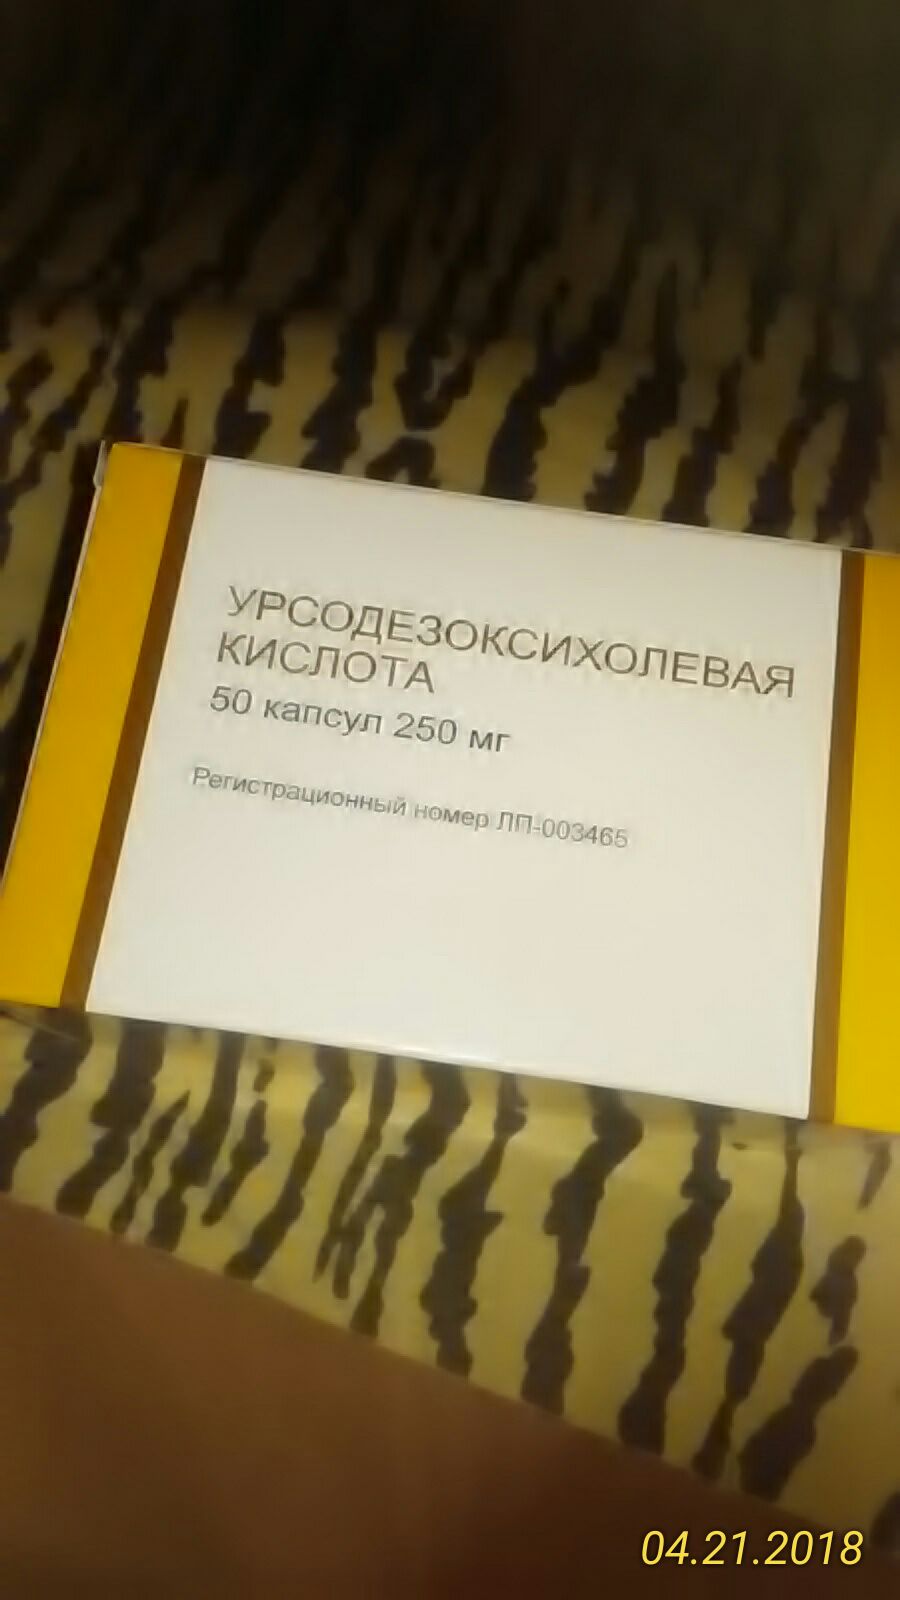 УРСОДЕЗОКСИХОЛЕВАЯ
КИСЛОТА
50 капсул 250 мг
Регистрационный номер ЛП-003465
04.21.2018